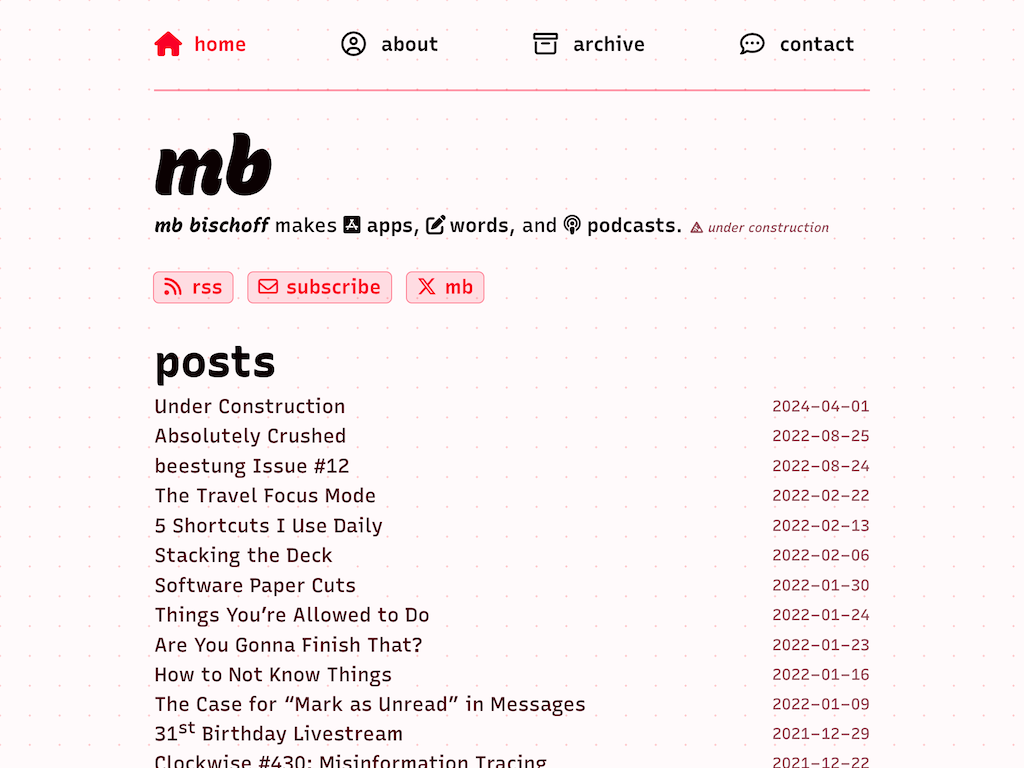 home about archive contact
mb
mb bischoff makes apps, words, and podcasts. under construction
rss subscribe mb
posts
Under Construction 2024-04-01
Absolutely Crushed 2022-08-25
beestung Issue #12 2022-08-24
The Travel Focus Mode 2022-02-22
5 Shortcuts I Use Daily 2022-02-13
Stacking the Deck 2022-02-06
Software Paper Cuts 2022-01-30
Things You’re Allowed to Do 2022-01-24
Are You Gonna Finish That? 2022-01-23
How to Not Know Things 2022-01-16
The Case for “Mark as Unread” in Messages 2022-01-09
31st Birthday Livestream 2021-12-29
Clockwise #430: Misinformation Tracing 2021-12-22